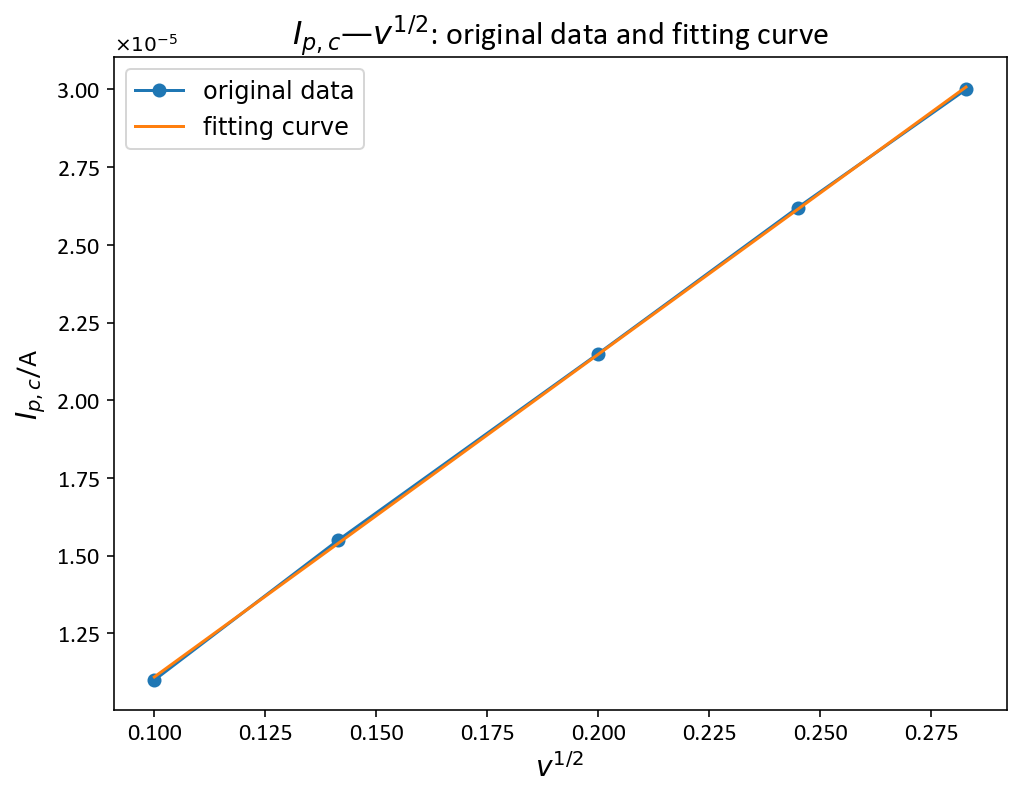 I_{p, c}—v^{1/2}: original data and fitting curve
×10^{−5}
original data
fitting curve
3.00
2.75
2.50
2.25
2.00
1.75
1.50
1.25
I_{p, c}/A
0.100 0.125 0.150 0.175 0.200 0.225 0.250 0.275
v^{1/2}